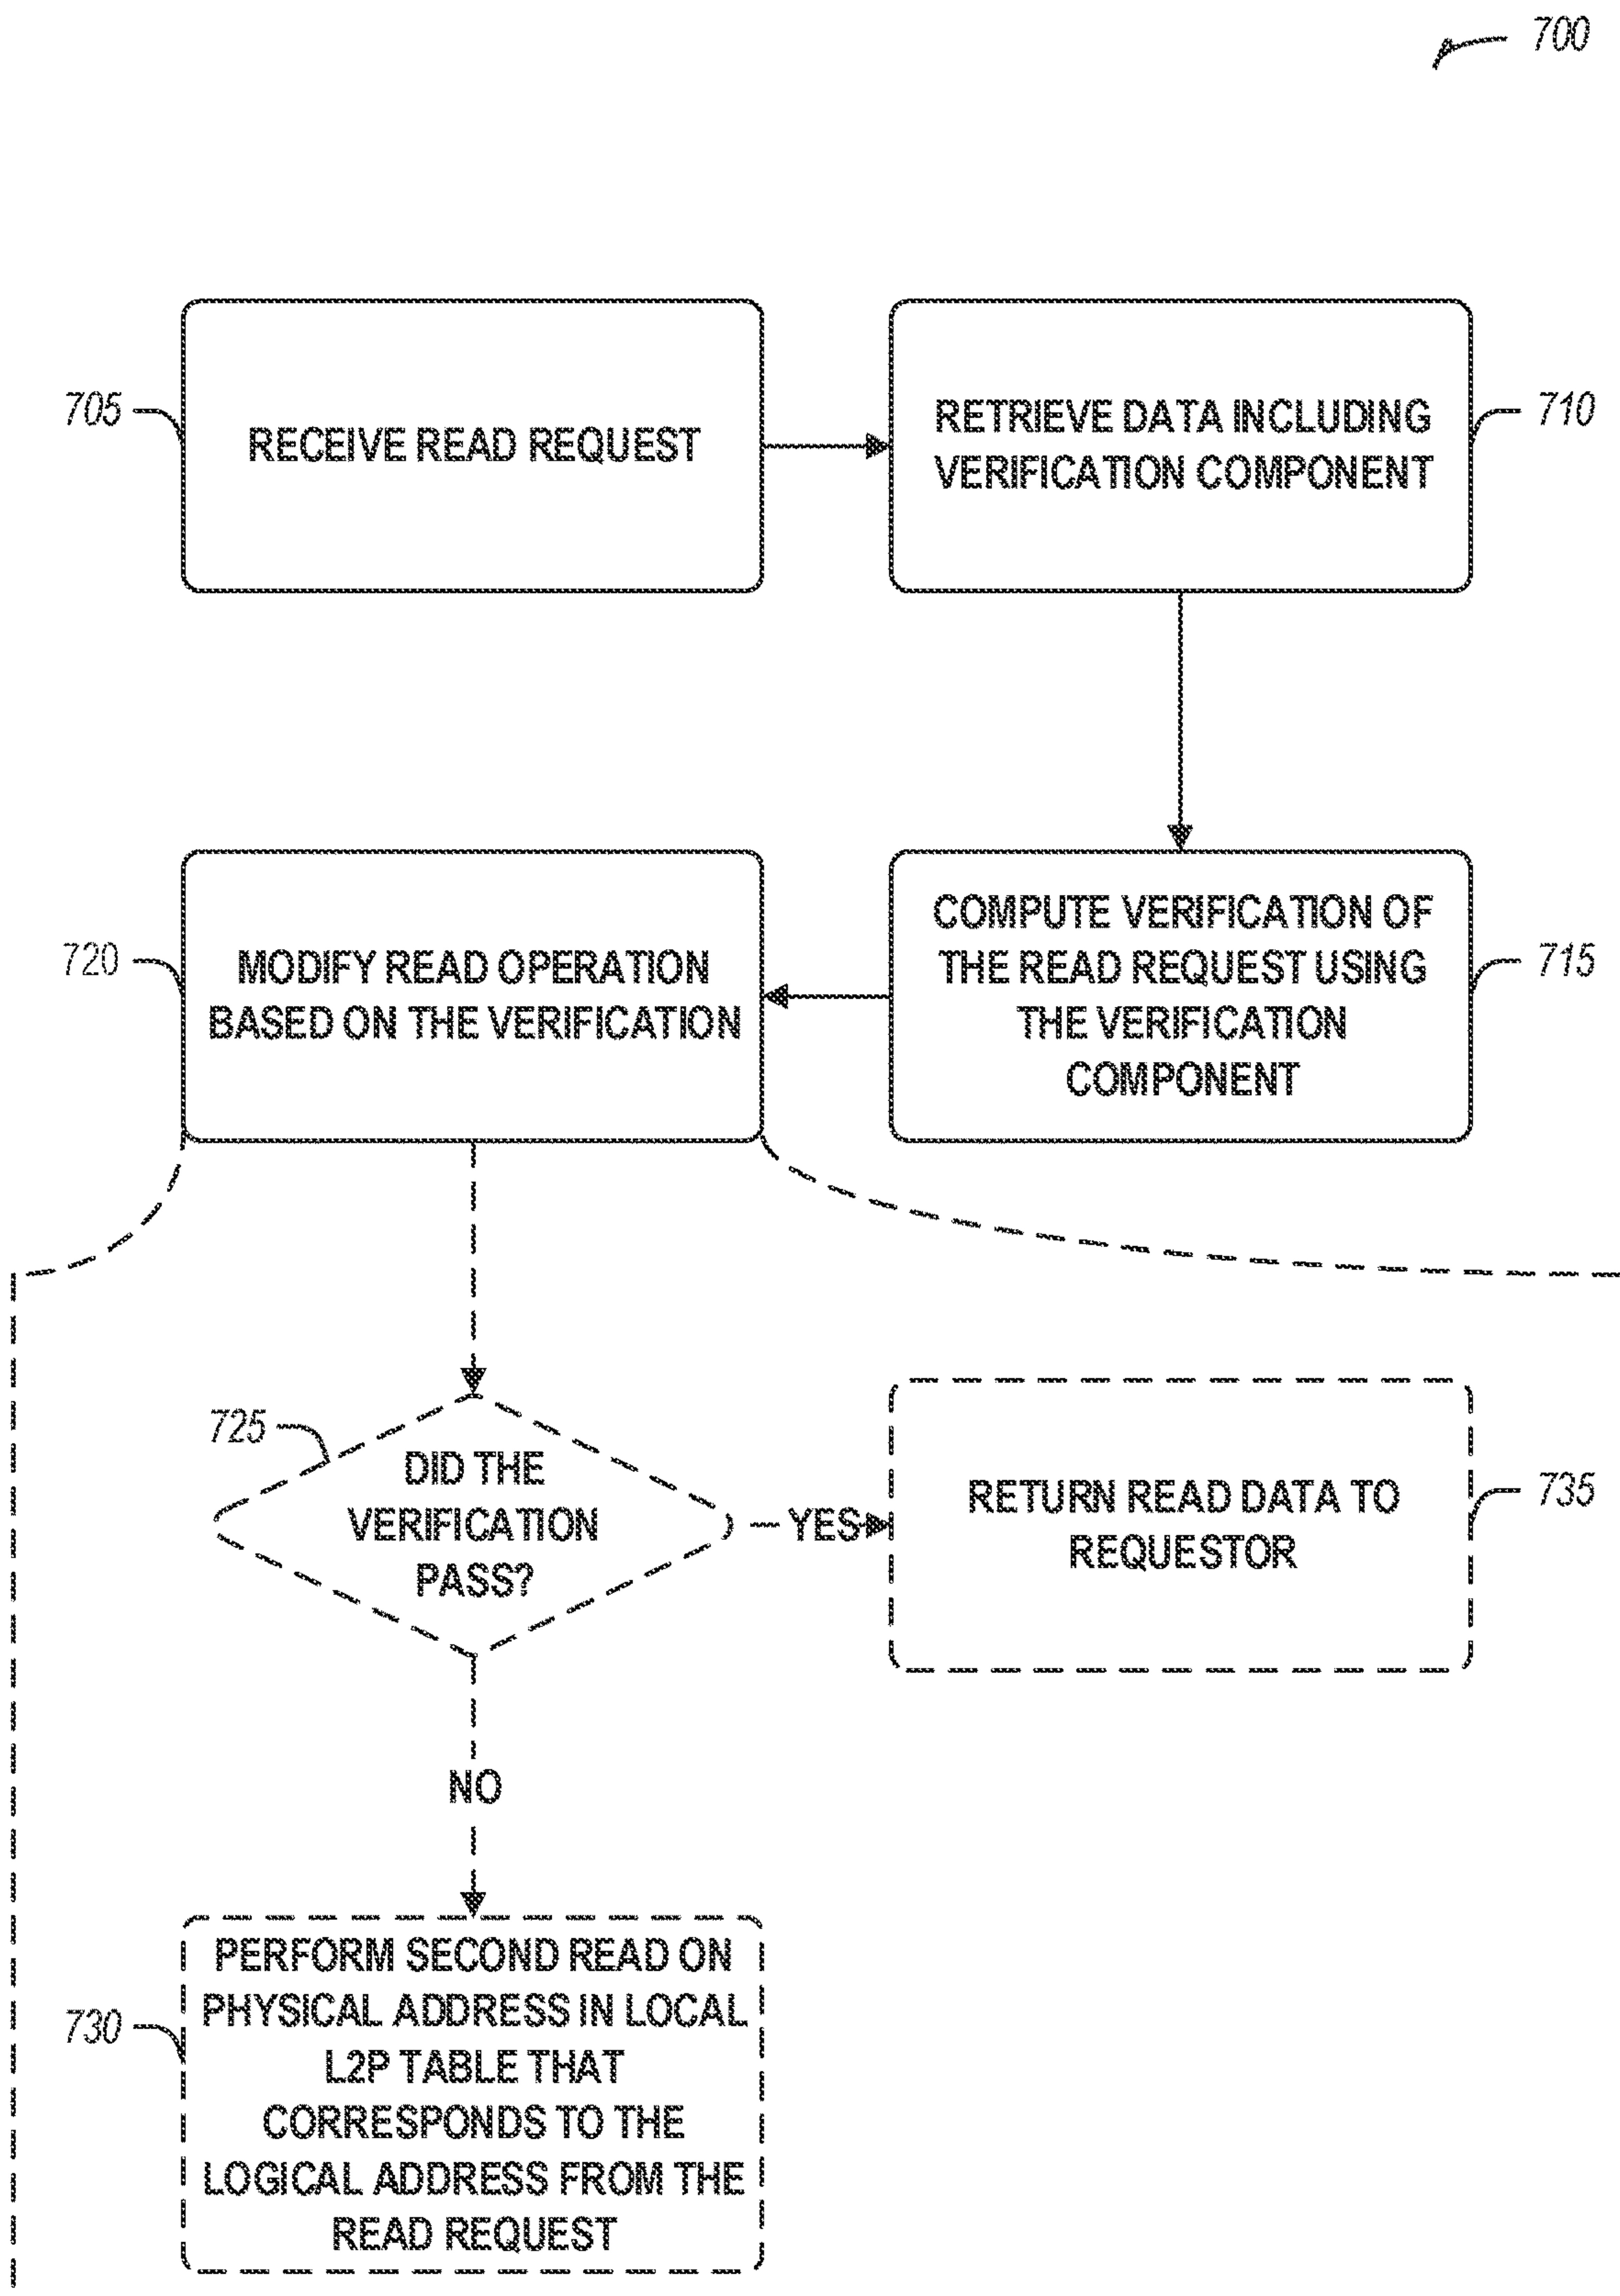 700
705
RECEIVE READ REQUEST
RETRIEVE DATA INCLUDING
VERIFICATION COMPONENT
710
720
MODIFY READ OPERATION
BASED ON THE VERIFICATION
COMPUTE VERIFICATION OF
THE READ REQUEST USING
THE VERIFICATION
COMPONENT
715
725
DID THE
VERIFICATION
PASS?
YES
RETURN READ DATA TO
REQUESTOR
735
NO
730
PERFORM SECOND READ ON
PHYSICAL ADDRESS IN LOCAL
L2P TABLE THAT
CORRESPONDS TO THE
LOGICAL ADDRESS FROM THE
READ REQUEST